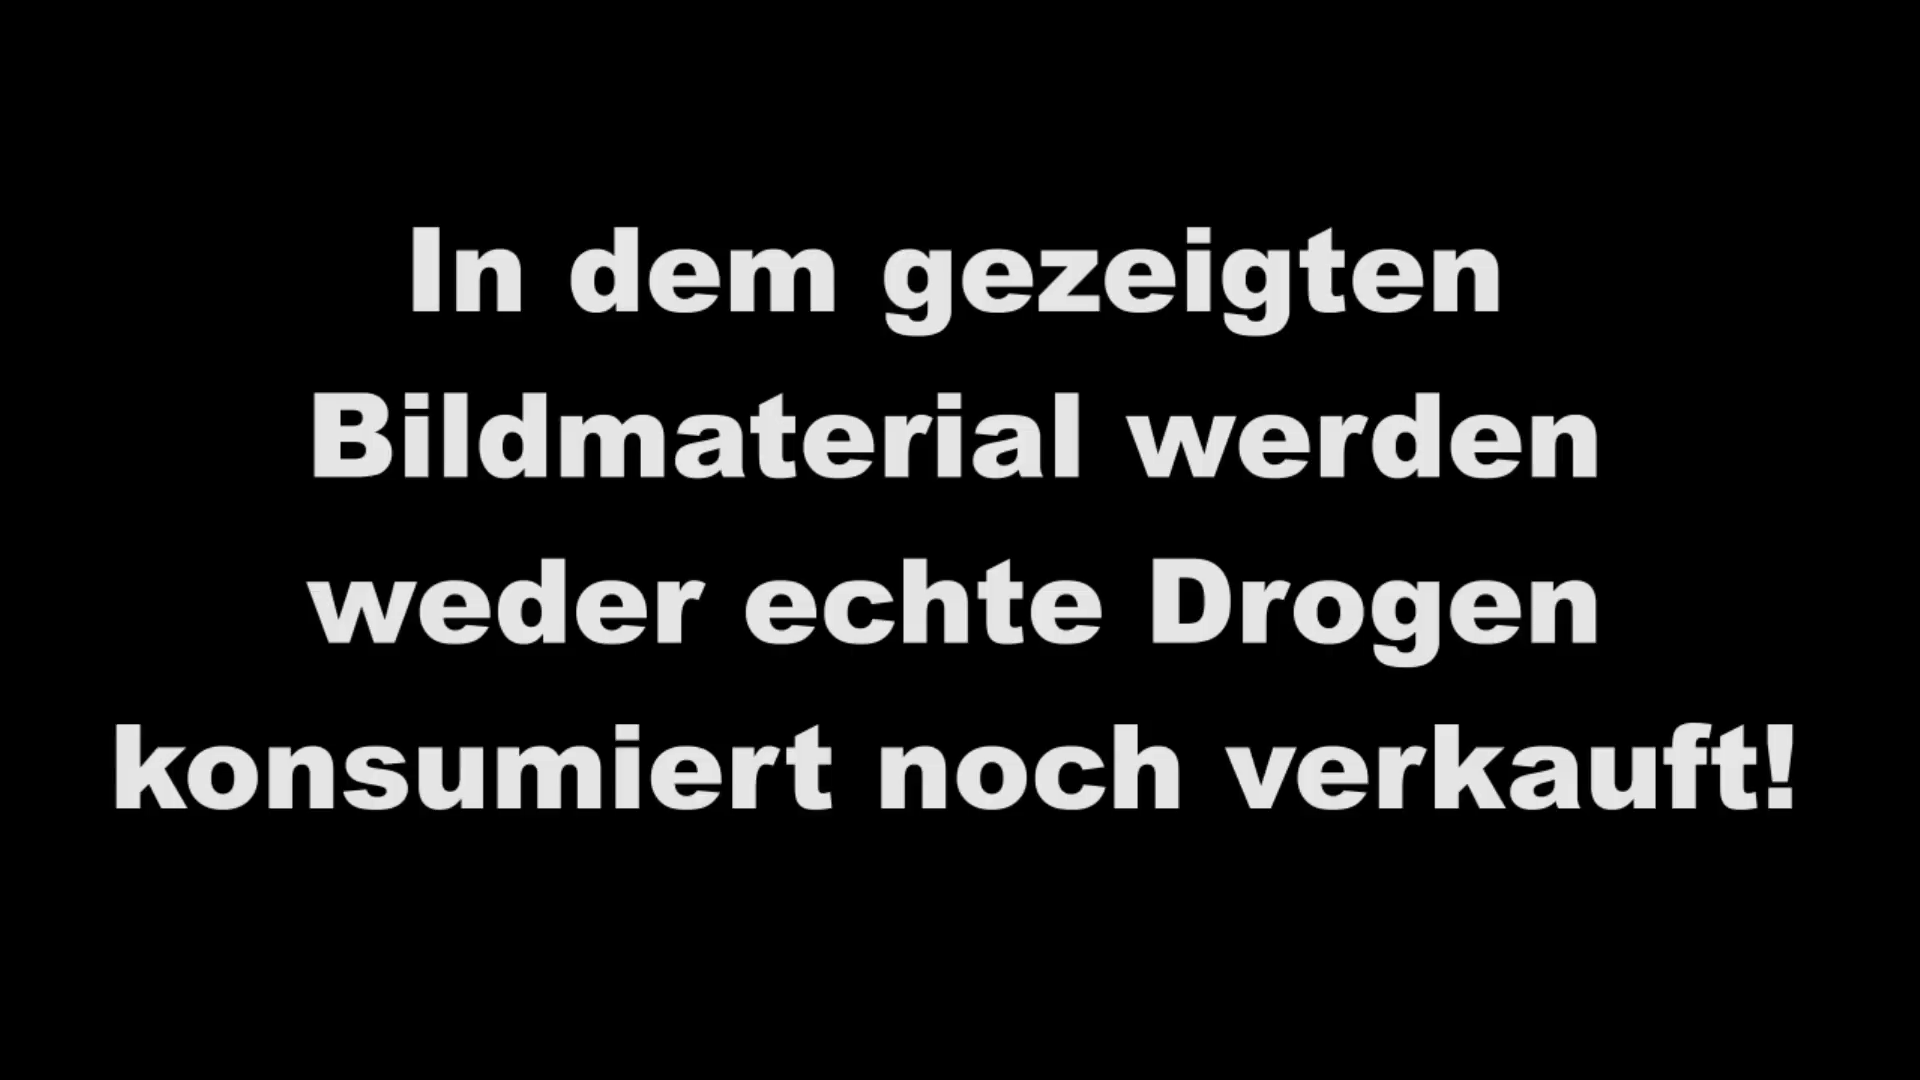 In dem gezeigten
Bildmaterial werden
weder echte Drogen
konsumiert noch verkauft!